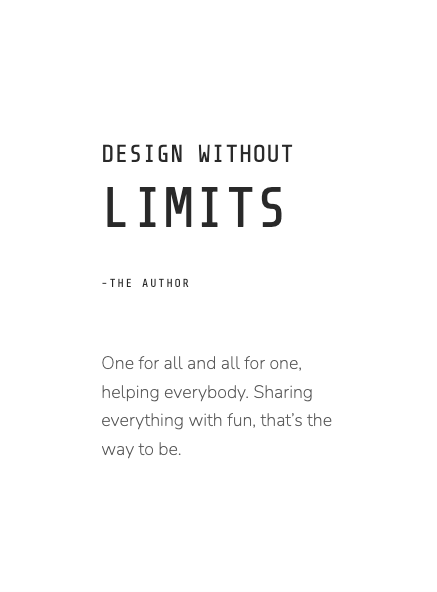 DESIGN WITHOUT
LIMITS
-THE AUTHOR
One for all and all for one,
helping everybody. Sharing
everything with fun, that's the
way to be.